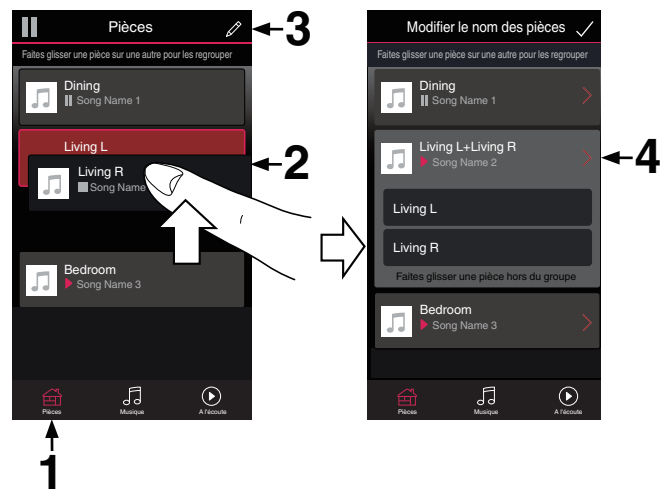 Pièces
3
Faites glisser une pièce sur une autre pour les regrouper
Dining
Song Name 1
Living L
Living R
Song Name
2
Bedroom
Song Name 3
Pièces
Musique
A l'écoute
1
Modifier le nom des pièces
Faites glisser une pièce sur une autre pour les regrouper
Dining
Song Name 1
Living L+Living R
Song Name 2
4
Living L
Living R
Faites glisser une pièce hors du groupe
Bedroom
Song Name 3
Pièces
Musique
A l'écoute